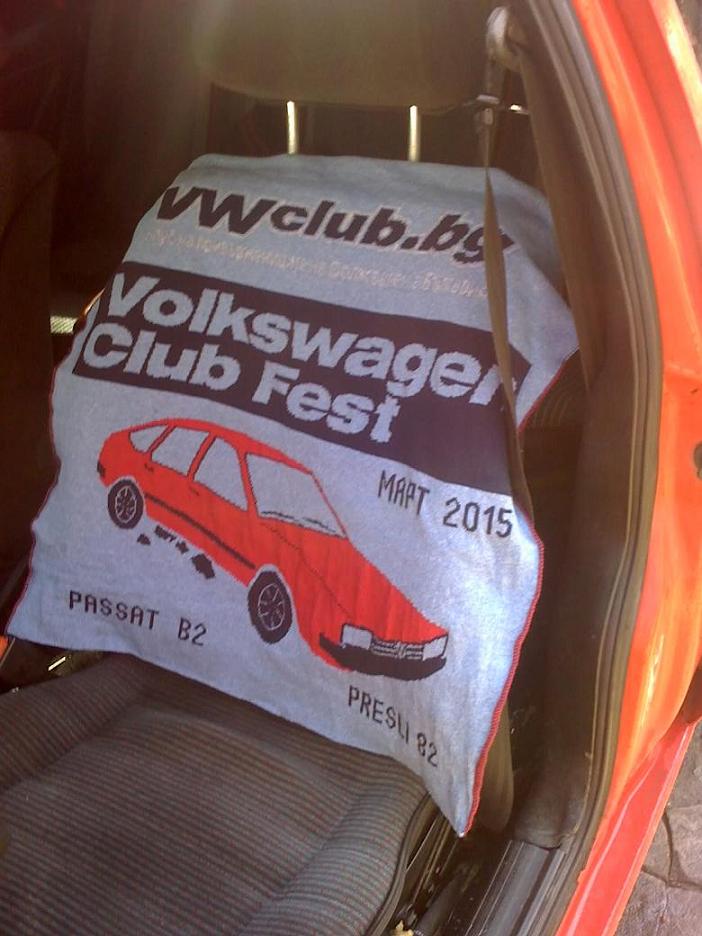 VWclub.bg
Volkswagen
Club Fest
МАРТ 2015
PASSAT B2
PRESLI 82